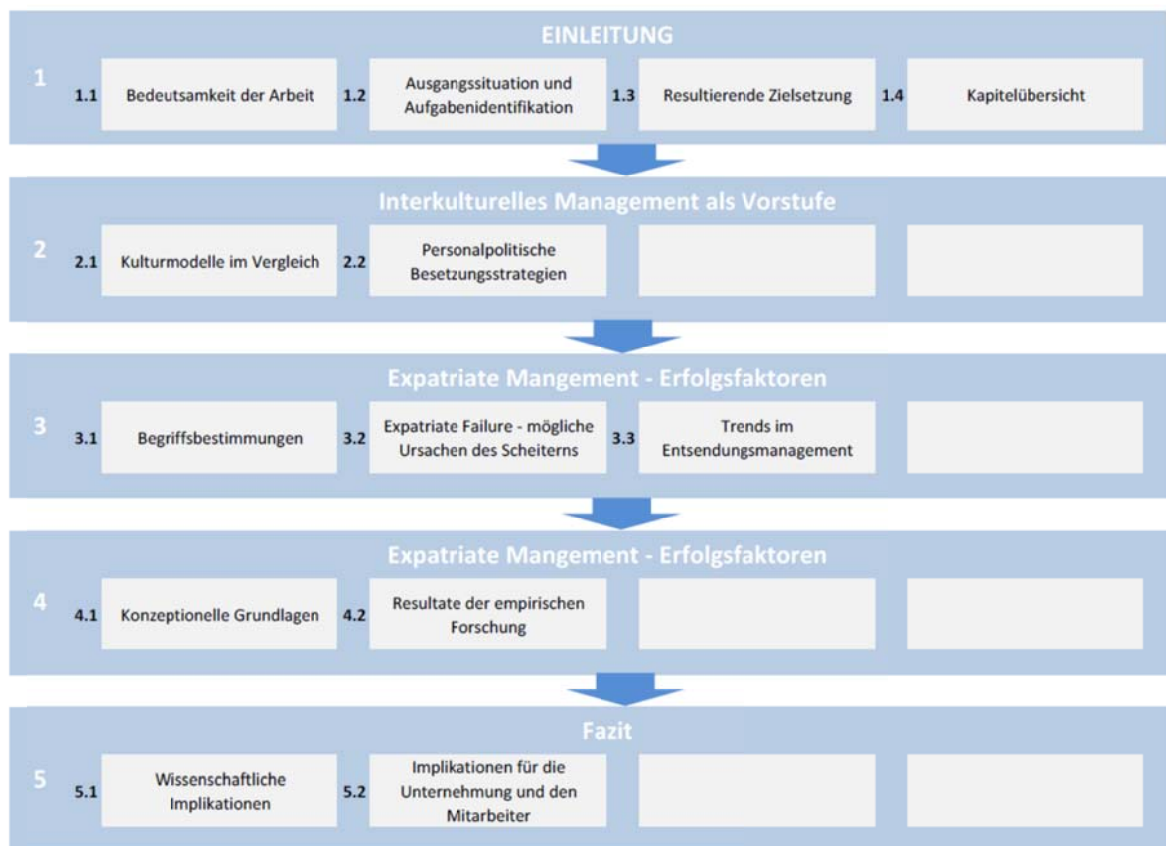 EINLEITUNG
1
1.1 Bedeutsamkeit der Arbeit
1.2 Ausgangssituation und
Aufgabenidentifikation
1.3 Resultierende Zielsetzung
1.4 Kapitelübersicht
Interkulturelles Management als Vorstufe
2
2.1 Kulturmodelle im Vergleich
2.2 Personalpolitische
Besetzungsstrategien
Expatriate Mangement - Erfolgsfaktoren
3
3.1 Begriffsbestimmungen
3.2 Expatriate Failure - mögliche
Ursachen des Scheiterns
3.3 Trends im
Entsendungsmanagement
Expatriate Mangement - Erfolgsfaktoren
4
4.1 Konzeptionelle Grundlagen
4.2 Resultate der empirischen
Forschung
Fazit
5
5.1 Wissenschaftliche
Implikationen
5.2 Implikationen für die
Unternehmung und den
Mitarbeiter